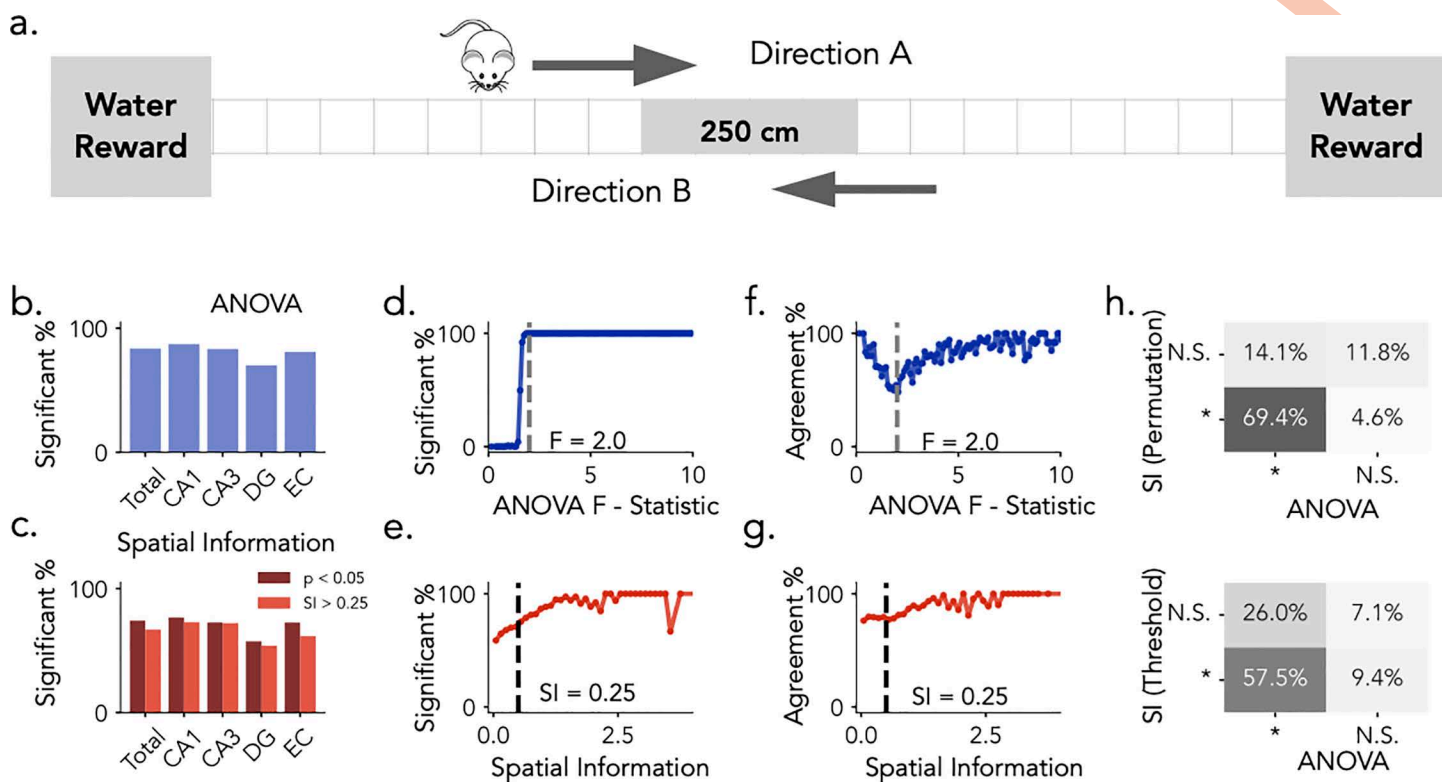 a.
Direction A
Water
Reward
250 cm
Water
Reward
Direction B
b.
ANOVA
Significant %
100
0
Total
CA1
CA3
DG
EC
c.
Spatial Information
Significant %
100
0
p < 0.05
SI > 0.25
Total
CA1
CA3
DG
EC
d.
Significant %
100
0
F = 2.0
0
5
10
ANOVA F - Statistic
e.
Significant %
100
0
SI = 0.25
0.0
2.5
Spatial Information
f.
Agreement %
100
0
F = 2.0
0
5
10
ANOVA F - Statistic
g.
Agreement %
100
0
SI = 0.25
0.0
2.5
Spatial Information
h.
SI (Permutation)
N.S.
14.1%
11.8%
*
69.4%
4.6%
*
N.S.
ANOVA
SI (Threshold)
N.S.
26.0%
7.1%
*
57.5%
9.4%
*
N.S.
ANOVA